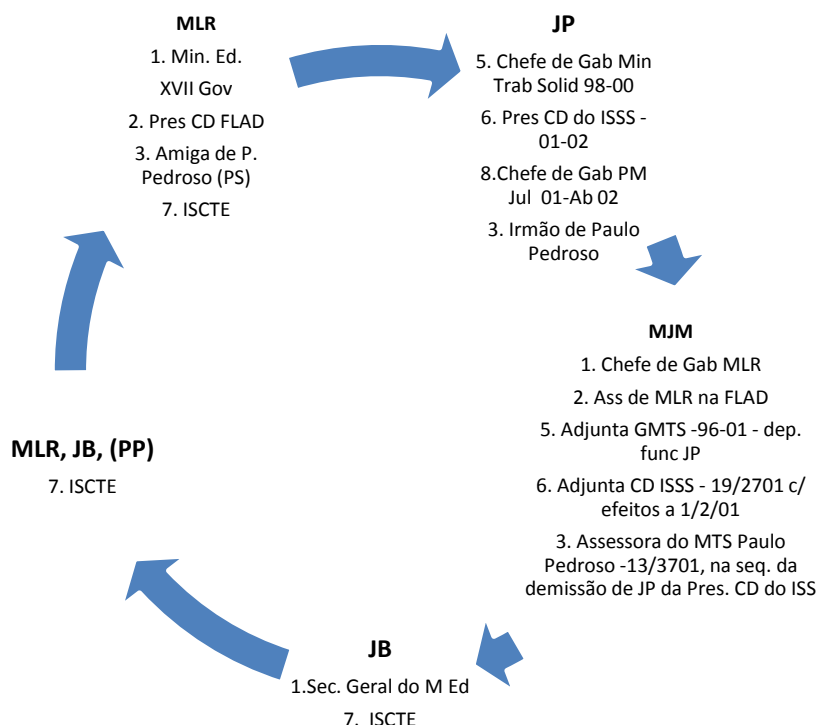 MLR
1. Min. Ed.
XVII Gov
2. Pres CD FLAD
3. Amiga de P.
Pedroso (PS)
7. ISCTE
JP
5. Chefe de Gab Min
Trab Solid 98-00
6. Pres CD do ISSS -
01-02
8.Chefe de Gab PM
Jul 01-Ab 02
3. Irmão de Paulo
Pedroso
MJM
1. Chefe de Gab MLR
2. Ass de MLR na FLAD
5. Adjunta GMTS -96-01 - dep.
func JP
6. Adjunta CD ISSS - 19/2701 c/
efeitos a 1/2/01
3. Assessora do MTS Paulo
Pedroso -13/3701, na seq. da
demissão de JP da Pres. CD do ISS
JB
1.Sec. Geral do M Ed
7. ISCTE
MLR, JB, (PP)
7. ISCTE